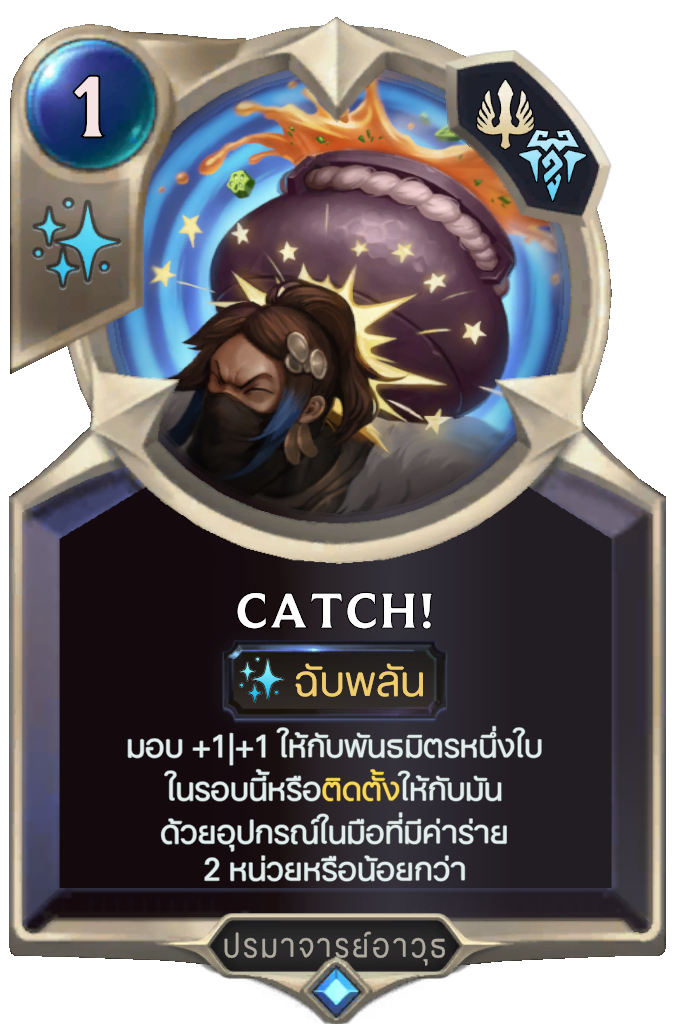 1
CATCH!
ฉับพลัน
มอบ +1|+1 ให้กับพันธมิตรหนึ่งใบ
ในรอบนี้หรือติดตั้งให้กับมัน
ด้วยอุปกรณ์ในมือที่มีค่าร่าย
2 หน่วยหรือน้อยกว่า
ปรมาจารย์อาวุธ